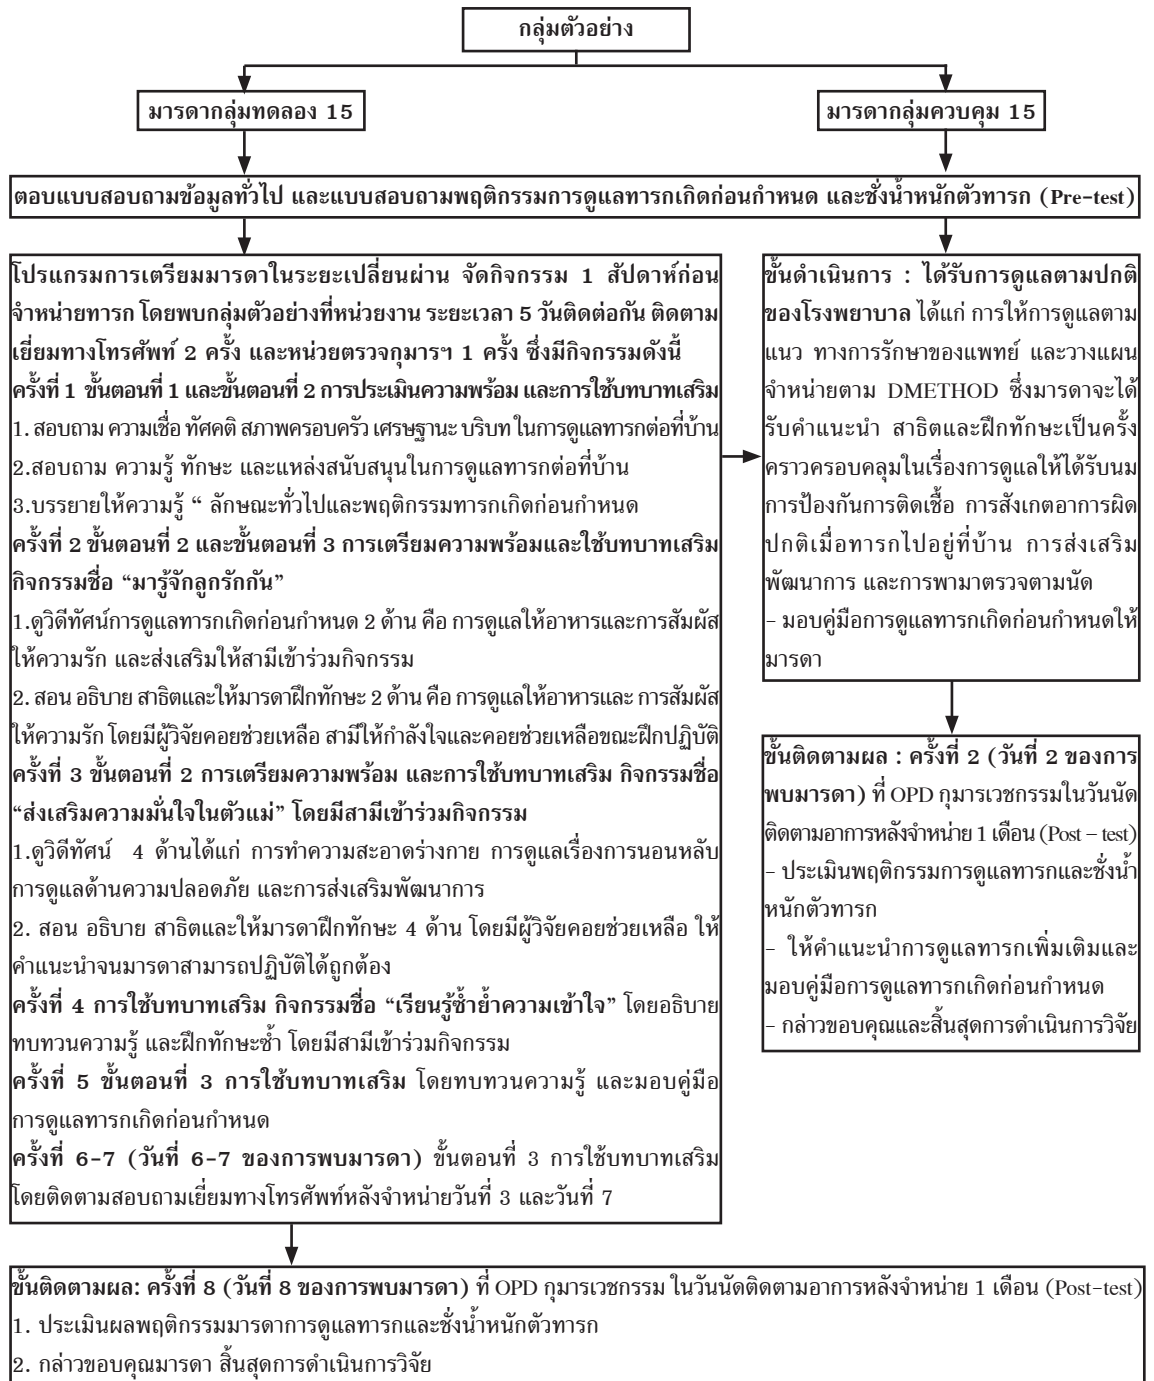 กลุ่มตัวอย่าง
มารดากลุ่มทดลอง 15
มารดากลุ่มควบคุม 15
ตอบแบบสอบถามข้อมูลทั่วไป และแบบสอบถามพฤติกรรมการดูแลทารกเกิดก่อนกำหนด และชั่งน้ำหนักตัวทารก (Pre-test)
โปรแกรมการเตรียมมารดาในระยะเปลี่ยนผ่าน จัดกิจกรรม 1 สัปดาห์ก่อน
จำหน่ายทารก โดยพบกลุ่มตัวอย่างที่หน่วยงาน ระยะเวลา 5 วันติดต่อกัน ติดตาม
เยี่ยมทางโทรศัพท์ 2 ครั้ง และหน่วยตรวจกุมารฯ 1 ครั้ง ซึ่งมีกิจกรรมดังนี้
ครั้งที่ 1 ขั้นตอนที่ 1 และขั้นตอนที่ 2 การประเมินความพร้อม และการใช้บทบาทเสริม
1. สอบถาม ความเชื่อ ทัศคติ สภาพครอบครัว เศรษฐานะ บริบท ในการดูแลทารกต่อที่บ้าน
2.สอบถาม ความรู้ ทักษะ และแหล่งสนับสนุนในการดูแลทารกต่อที่บ้าน
3.บรรยายให้ความรู้ “ ลักษณะทั่วไปและพฤติกรรมทารกเกิดก่อนกำหนด
ครั้งที่ 2 ขั้นตอนที่ 2 และขั้นตอนที่ 3 การเตรียมความพร้อมและใช้บทบาทเสริม
กิจกรรมชื่อ “มารู้จักลูกรักกัน”
1.ดูวิดีทัศน์การดูแลทารกเกิดก่อนกำหนด 2 ด้าน คือ การดูแลให้อาหารและการสัมผัส
ให้ความรัก และส่งเสริมให้สามีเข้าร่วมกิจกรรม
2. สอน อธิบาย สาธิตและให้มารดาฝึกทักษะ 2 ด้าน คือ การดูแลให้อาหารและ การสัมผัส
ให้ความรัก โดยมีผู้วิจัยคอยช่วยเหลือ สามีให้กำลังใจและคอยช่วยเหลือขณะฝึกปฏิบัติ
ครั้งที่ 3 ขั้นตอนที่ 2 การเตรียมความพร้อม และการใช้บทบาทเสริม กิจกรรมชื่อ
“ส่งเสริมความมั่นใจในตัวแม่” โดยมีสามีเข้าร่วมกิจกรรม
1.ดูวิดีทัศน์ 4 ด้านได้แก่ การทำความสะอาดร่างกาย การดูแลเรื่องการนอนหลับ
การดูแลด้านความปลอดภัย และการส่งเสริมพัฒนาการ
2. สอน อธิบาย สาธิตและให้มารดาฝึกทักษะ 4 ด้าน โดยมีผู้วิจัยคอยช่วยเหลือ ให้
คำแนะนำจนมารดาสามารถปฏิบัติได้ถูกต้อง
ครั้งที่ 4 การใช้บทบาทเสริม กิจกรรมชื่อ “เรียนรู้ซ้ำย้ำความเข้าใจ” โดยอธิบาย
ทบทวนความรู้ และฝึกทักษะซ้ำ โดยมีสามีเข้าร่วมกิจกรรม
ครั้งที่ 5 ขั้นตอนที่ 3 การใช้บทบาทเสริม โดยทบทวนความรู้ และมอบคู่มือ
การดูแลทารกเกิดก่อนกำหนด
ครั้งที่ 6-7 (วันที่ 6-7 ของการพบมารดา) ขั้นตอนที่ 3 การใช้บทบาทเสริม
โดยติดตามสอบถามเยี่ยมทางโทรศัพท์หลังจำหน่ายวันที่ 3 และวันที่ 7
ขั้นดำเนินการ : ได้รับการดูแลตามปกติ
ของโรงพยาบาล ได้แก่ การให้การดูแลตาม
แนว ทางการรักษาของแพทย์ และวางแผน
จำหน่ายตาม DMETHOD ซึ่งมารดาจะได้
รับคำแนะนำ สาธิตและฝึกทักษะเป็นครั้ง
คราวครอบคลุมในเรื่องการดูแลให้ได้รับนม
การป้องกันการติดเชื้อ การสังเกตอาการผิด
ปกติเมื่อทารกไปอยู่ที่บ้าน การส่งเสริม
พัฒนาการ และการพามาตรวจตามนัด
- มอบคู่มือการดูแลทารกเกิดก่อนกำหนดให้
มารดา
ขั้นติดตามผล : ครั้งที่ 2 (วันที่ 2 ของการ
พบมารดา) ที่ OPD กุมารเวชกรรมในวันนัด
ติดตามอาการหลังจำหน่าย 1 เดือน (Post – test)
- ประเมินพฤติกรรมการดูแลทารกและชั่งน้ำ
หนักตัวทารก
- ให้คำแนะนำการดูแลทารกเพิ่มเติมและ
มอบคู่มือการดูแลทารกเกิดก่อนกำหนด
- กล่าวขอบคุณและสิ้นสุดการดำเนินการวิจัย
ขั้นติดตามผล: ครั้งที่ 8 (วันที่ 8 ของการพบมารดา) ที่ OPD กุมารเวชกรรม ในวันนัดติดตามอาการหลังจำหน่าย 1 เดือน (Post-test)
1. ประเมินผลพฤติกรรมมารดาการดูแลทารกและชั่งน้ำหนักตัวทารก
2. กล่าวขอบคุณมารดา สิ้นสุดการดำเนินการวิจัย